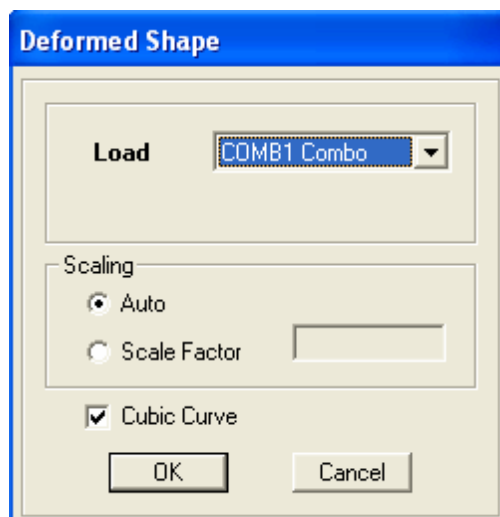 Deformed Shape
Load COMB1 Combo
Scaling
Auto
Scale Factor
Cubic Curve
OK Cancel